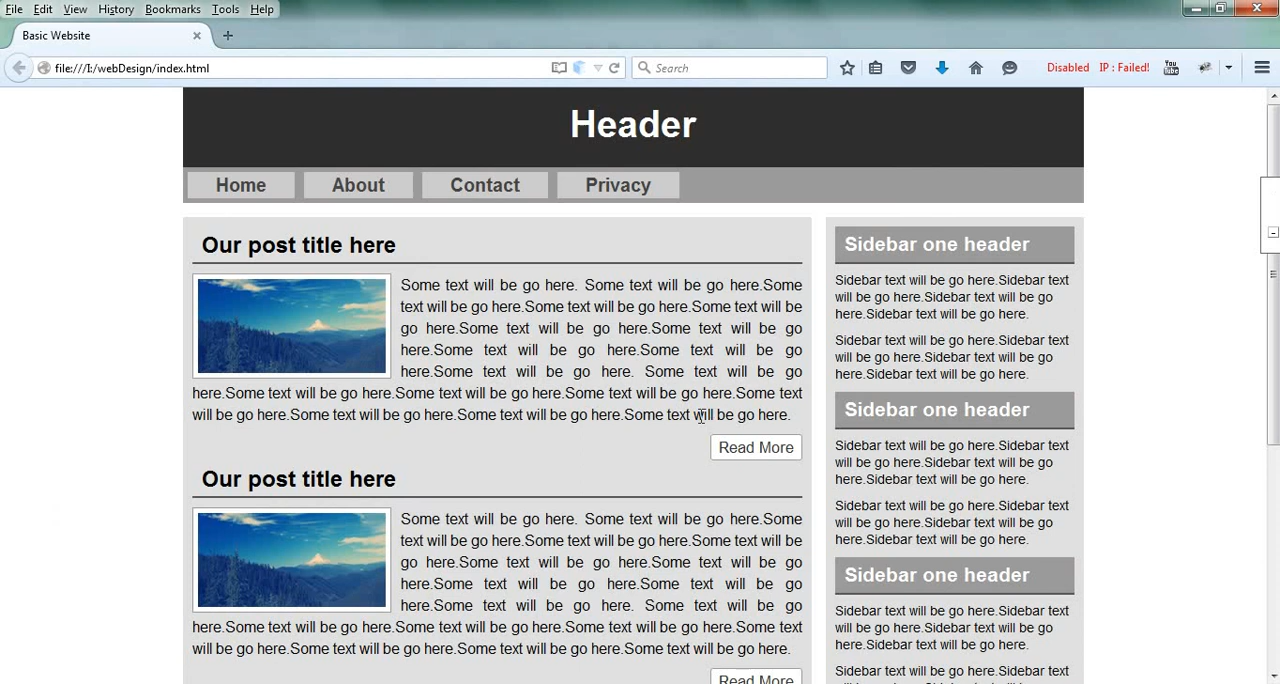 File Edit View History Bookmarks Tools Help
Basic Website
file:///I:/webDesign/index.html
Search
Disabled IP : Failed!
You Tube
Header
Home About Contact Privacy
Our post title here
Some text will be go here. Some text will be go here.Some
text will be go here.Some text will be go here.Some text will be
go here.Some text will be go here.Some text will be go
here.Some text will be go here.Some text will be go
here.Some text will be go here. Some text will be go
here.Some text will be go here.Some text will be go here.Some text
will be go here.Some text will be go here.Some text will be go here.Some text will be go here.
Read More
Our post title here
Some text will be go here. Some text will be go here.Some
text will be go here.Some text will be go here.Some text will be
go here.Some text will be go here.Some text will be go
here.Some text will be go here.Some text will be go
here.Some text will be go here. Some text will be go
here.Some text will be go here.Some text will be go here.Some text
will be go here.Some text will be go here.Some text will be go here.Some text will be go here.
Read More
Sidebar one header
Sidebar text will be go here.Sidebar text
will be go here.Sidebar text will be go
here.Sidebar text will be go here.
Sidebar text will be go here.Sidebar text
will be go here.Sidebar text will be go
here.Sidebar text will be go here.
Sidebar one header
Sidebar text will be go here.Sidebar text
will be go here.Sidebar text will be go
here.Sidebar text will be go here.
Sidebar text will be go here.Sidebar text
will be go here.Sidebar text will be go
here.Sidebar text will be go here.
Sidebar one header
Sidebar text will be go here.Sidebar text
will be go here.Sidebar text will be go
here.Sidebar text will be go here.
Sidebar text will be go here.Sidebar text